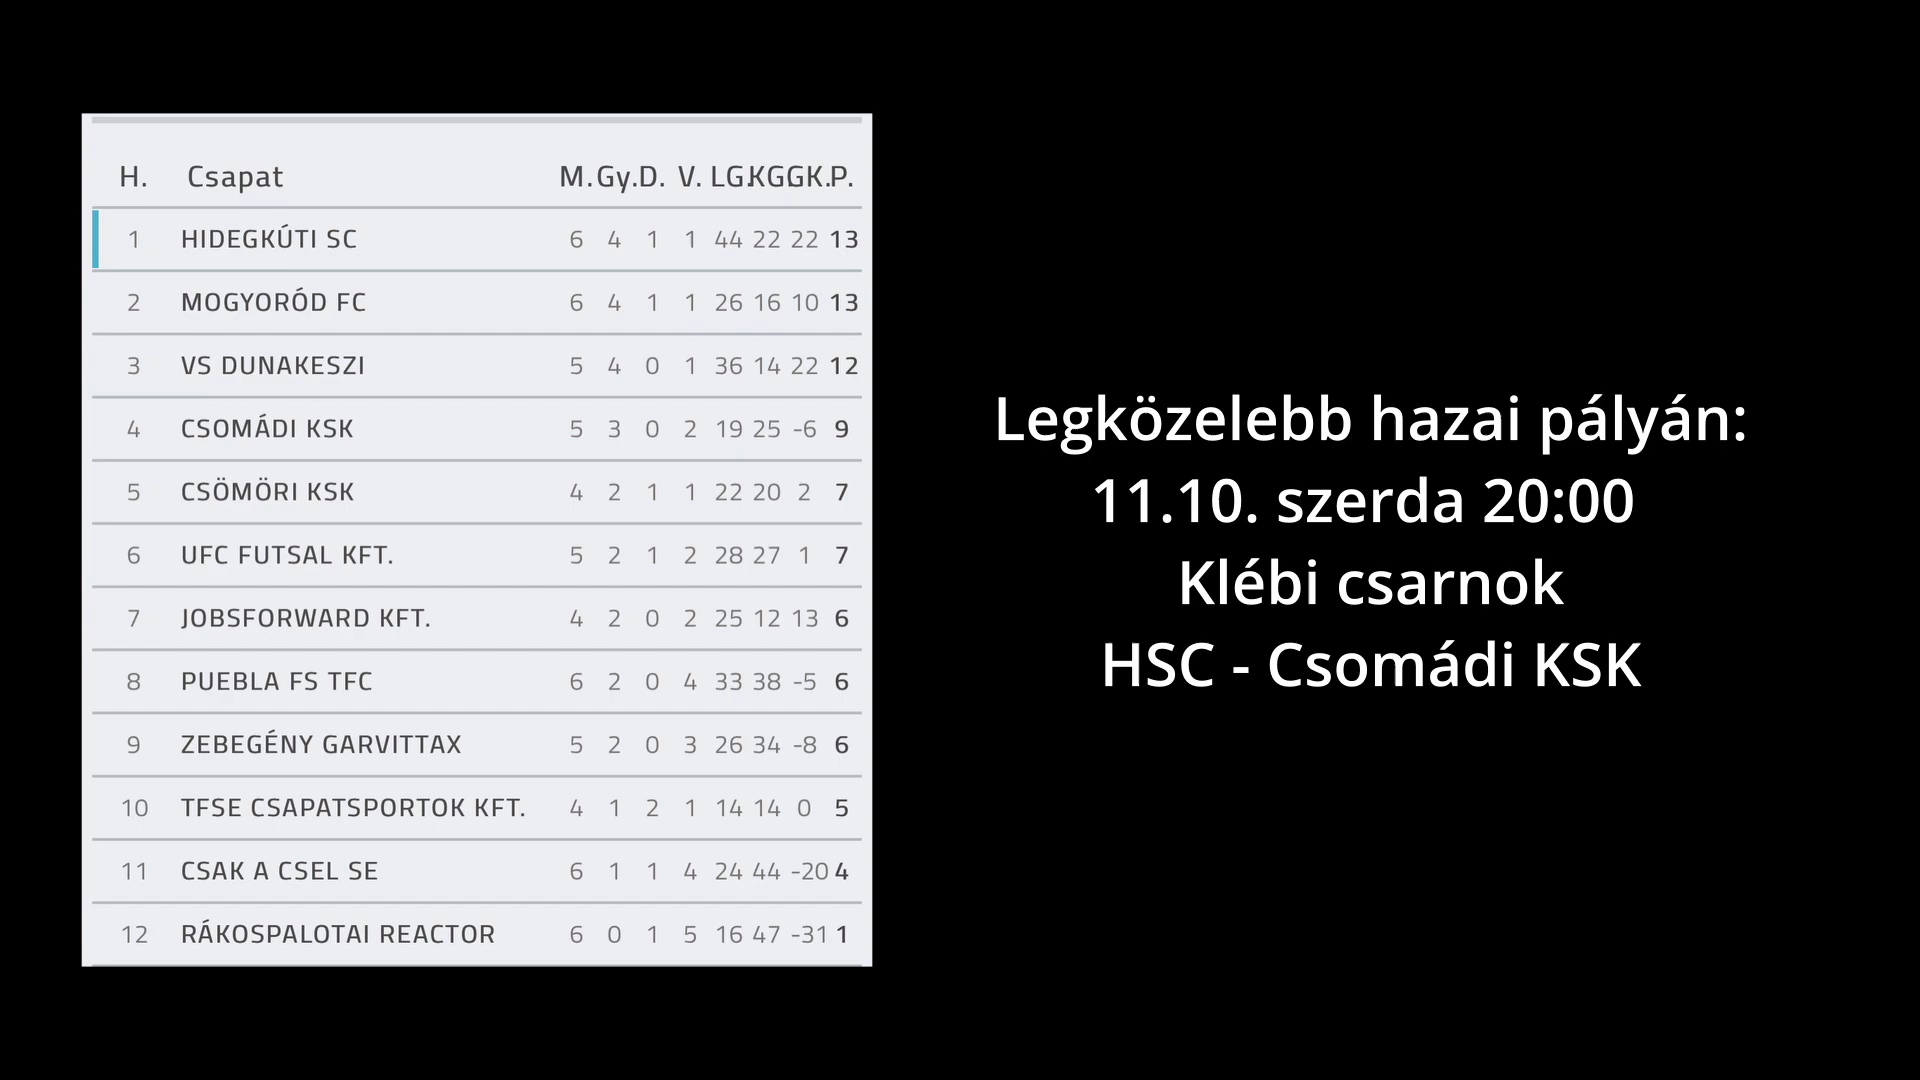 H. Csapat M. Gy. D. V. LG. KG. GK. P.
1 HIDEGKÚTI SC 6 4 1 1 44 22 22 13
2 MOGYORÓD FC 6 4 1 1 26 16 10 13
3 VS DUNAKESZI 5 4 0 1 36 14 22 12
4 CSOMÁDI KSK 5 3 0 2 19 25 -6 9
5 CSÖMÖRI KSK 4 2 1 1 22 20 2 7
6 UFC FUTSAL KFT. 5 2 1 2 28 27 1 7
7 JOBSFORWARD KFT. 4 2 0 2 25 12 13 6
8 PUEBLA FS TFC 6 2 0 4 33 38 -5 6
9 ZEBEGÉNY GARVITTAX 5 2 0 3 26 34 -8 6
10 TFSE CSAPATSPORTOK KFT. 4 1 2 1 14 14 0 5
11 CSAK A CSEL SE 6 1 1 4 24 44 -20 4
12 RÁKOSPALOTAI REACTOR 6 0 1 5 16 47 -31 1
Legközelebb hazai pályán:
11.10. szerda 20:00
Klébi csarnok
HSC - Csomádi KSK